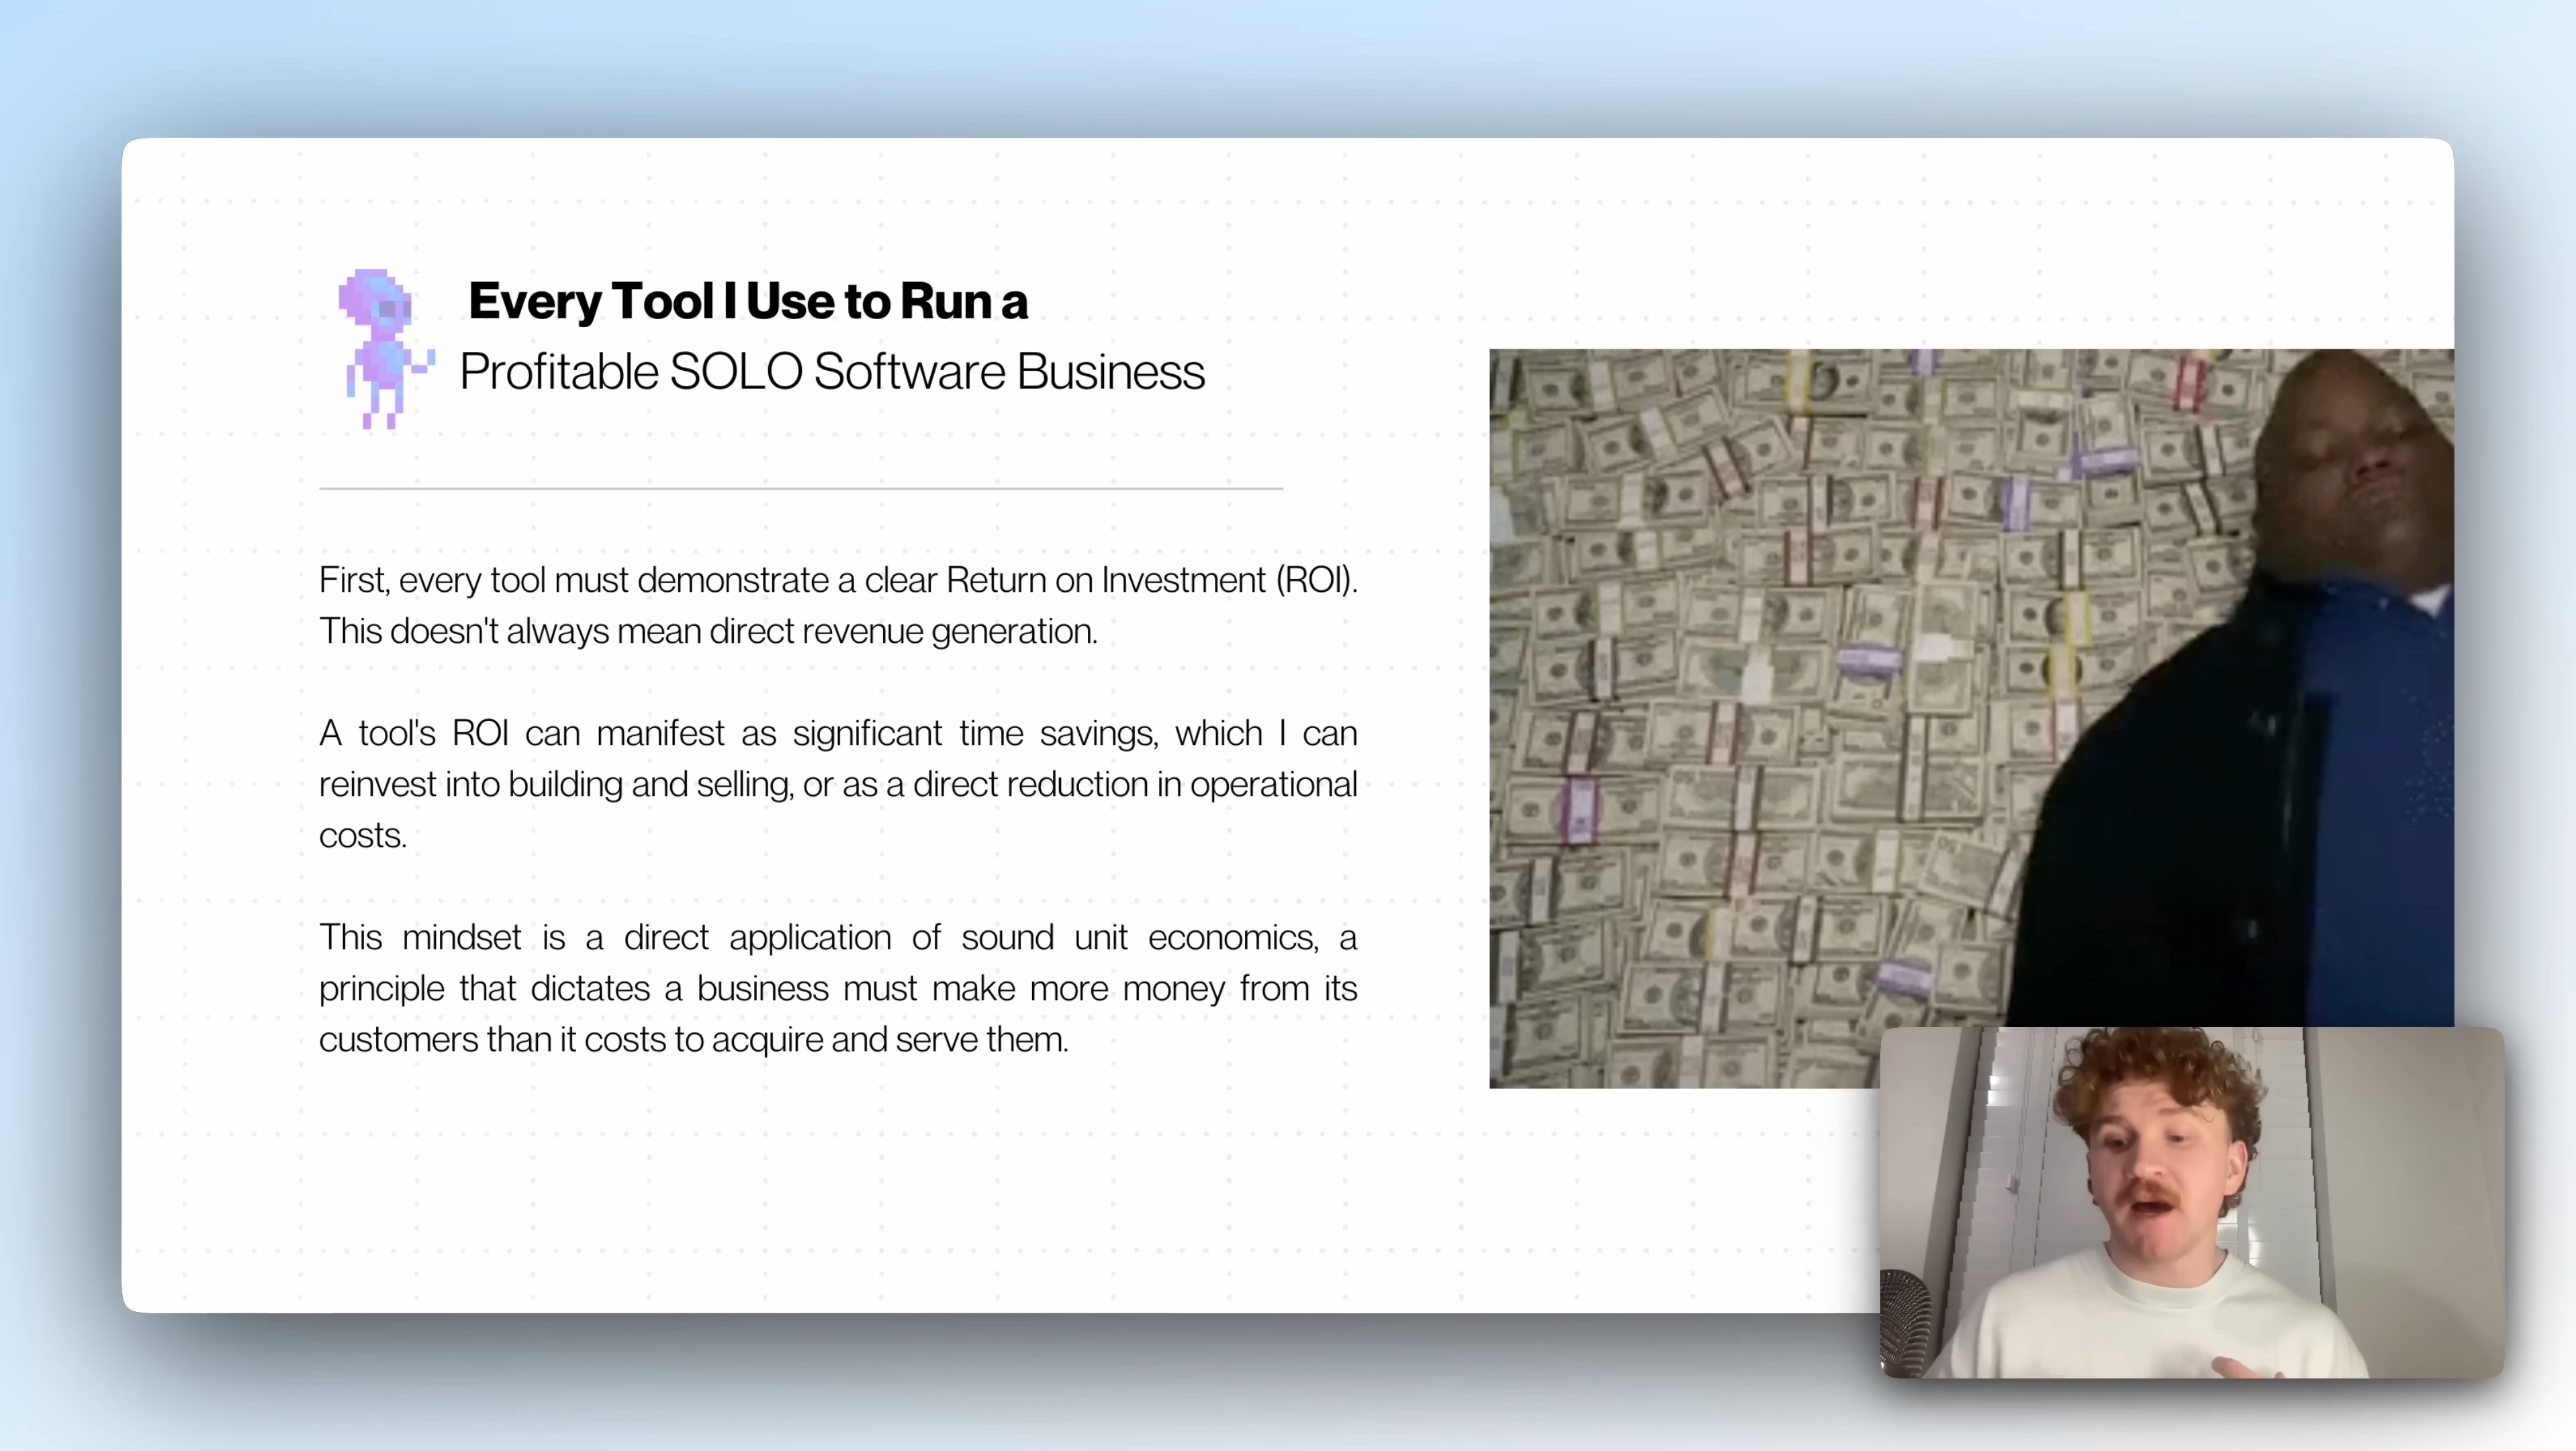 Every Tool I Use to Run a
Profitable SOLO Software Business
First, every tool must demonstrate a clear Return on Investment (ROI).
This doesn't always mean direct revenue generation.
A tool's ROI can manifest as significant time savings, which I can
reinvest into building and selling, or as a direct reduction in operational
costs.
This mindset is a direct application of sound unit economics, a
principle that dictates a business must make more money from its
customers than it costs to acquire and serve them.